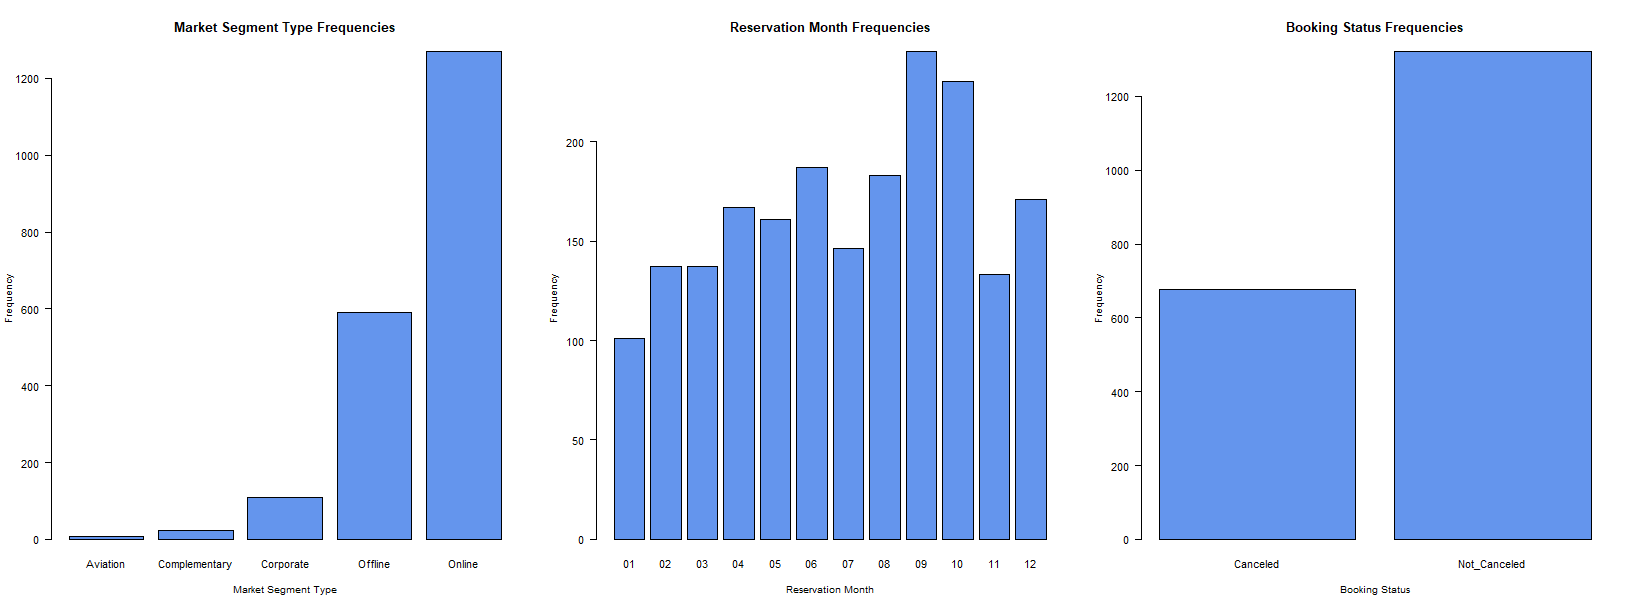 Market Segment Type Frequencies
Frequency
1200
1000
800
600
400
200
0
Aviation Complementary Corporate Offline Online
Market Segment Type
Reservation Month Frequencies
Frequency
200
150
100
50
0
01 02 03 04 05 06 07 08 09 10 11 12
Reservation Month
Booking Status Frequencies
Frequency
1200
1000
800
600
400
200
0
Canceled Not_Canceled
Booking Status